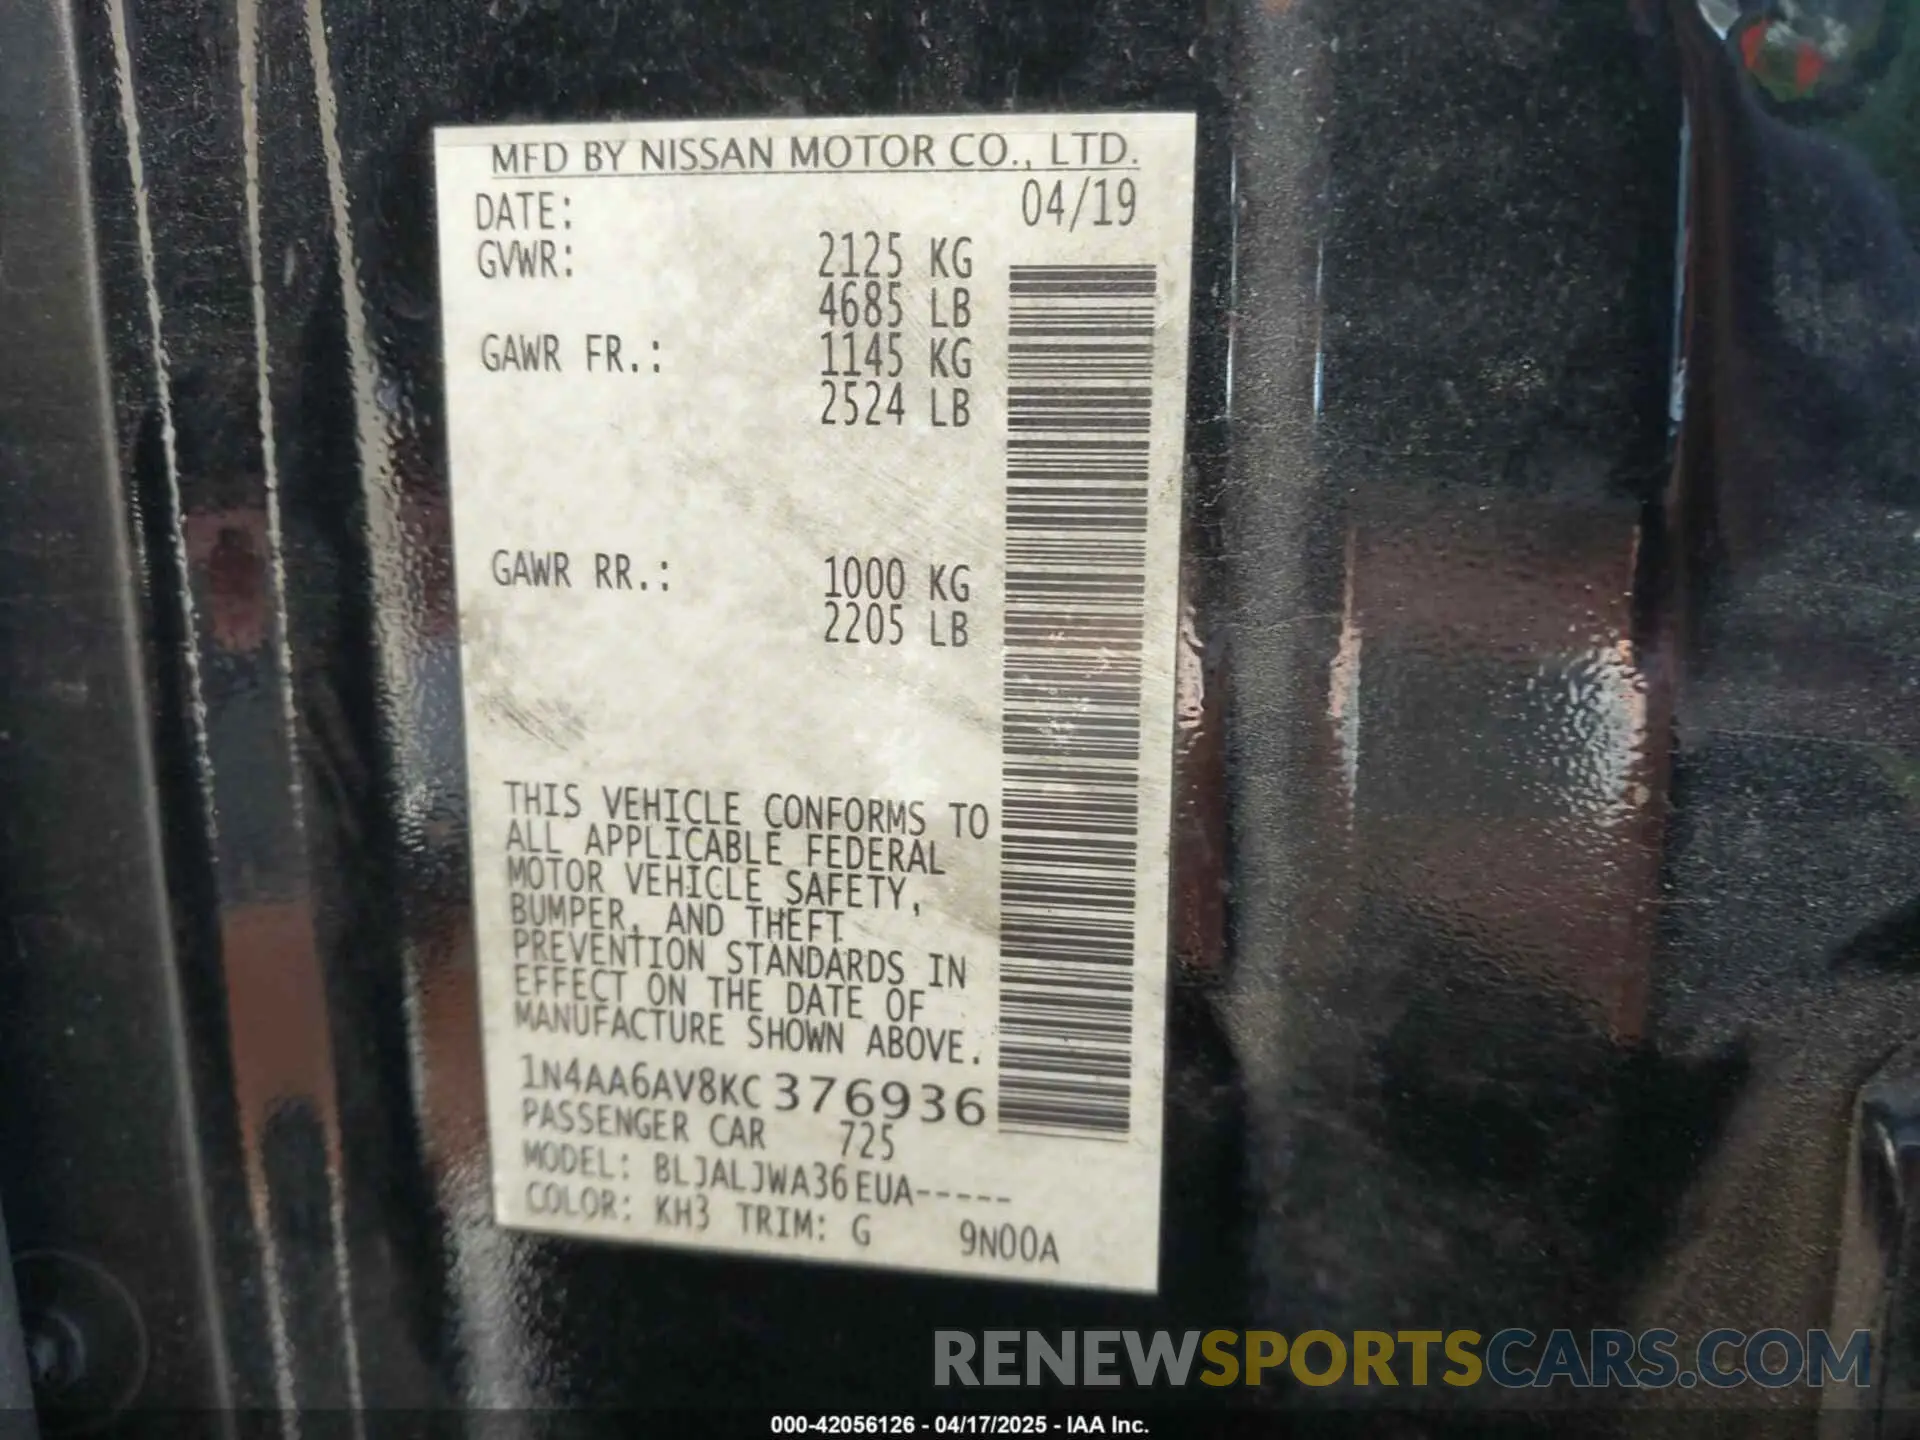 MFD BY NISSAN MOTOR CO., LTD.
DATE: 04/19
GVWR: 2125 KG
4685 LB
GAWR FR.: 1145 KG
2524 LB
GAWR RR.: 1000 KG
2205 LB
THIS VEHICLE CONFORMS TO
ALL APPLICABLE FEDERAL
MOTOR VEHICLE SAFETY,
BUMPER, AND THEFT
PREVENTION STANDARDS IN
EFFECT ON THE DATE OF
MANUFACTURE SHOWN ABOVE.
1N4AA6AV8KC376936
PASSENGER CAR 725
MODEL: BLJALJWA36EUA-----
COLOR: KH3 TRIM: G 9N00A
RENEWSPORTSCARS.COM
000-42056126 - 04/17/2025 - IAA Inc.